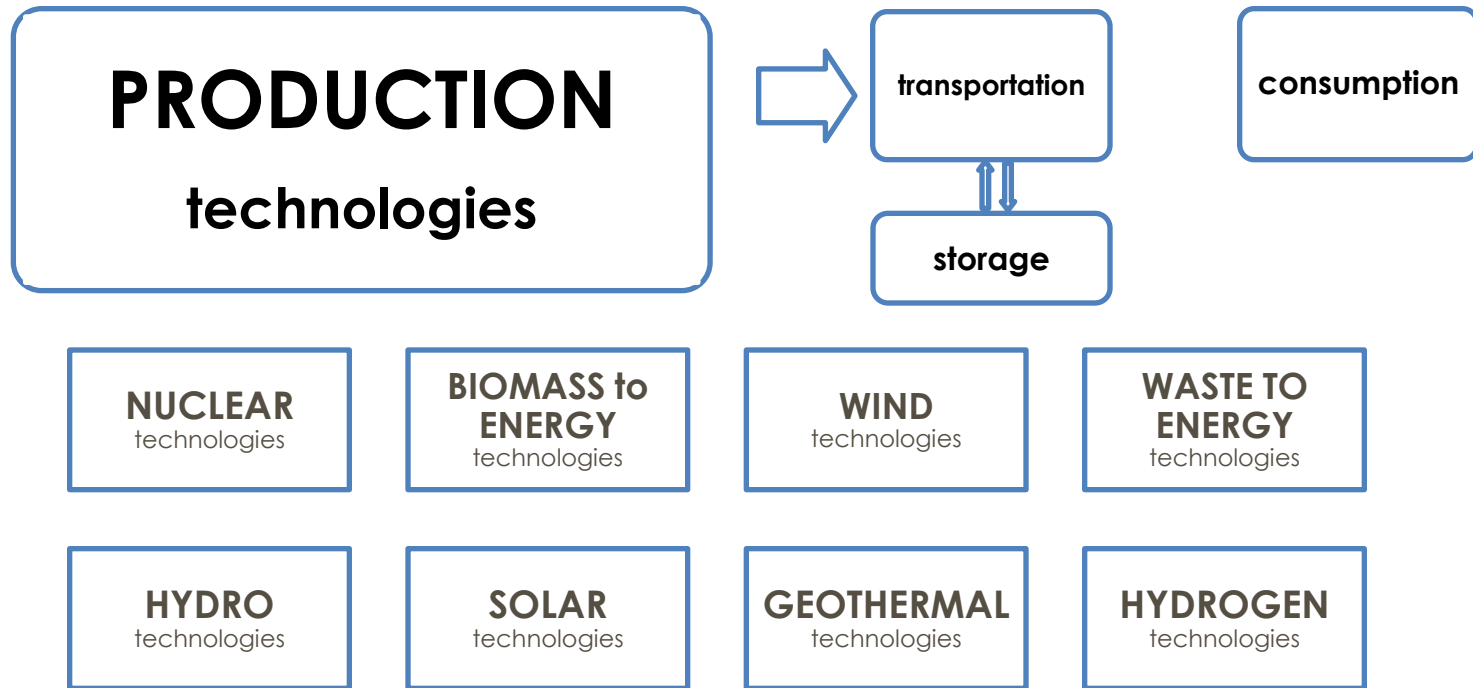 PRODUCTION
technologies
transportation
consumption
storage
NUCLEAR
technologies
BIOMASS to
ENERGY
technologies
WIND
technologies
WASTE TO
ENERGY
technologies
HYDRO
technologies
SOLAR
technologies
GEOTHERMAL
technologies
HYDROGEN
technologies